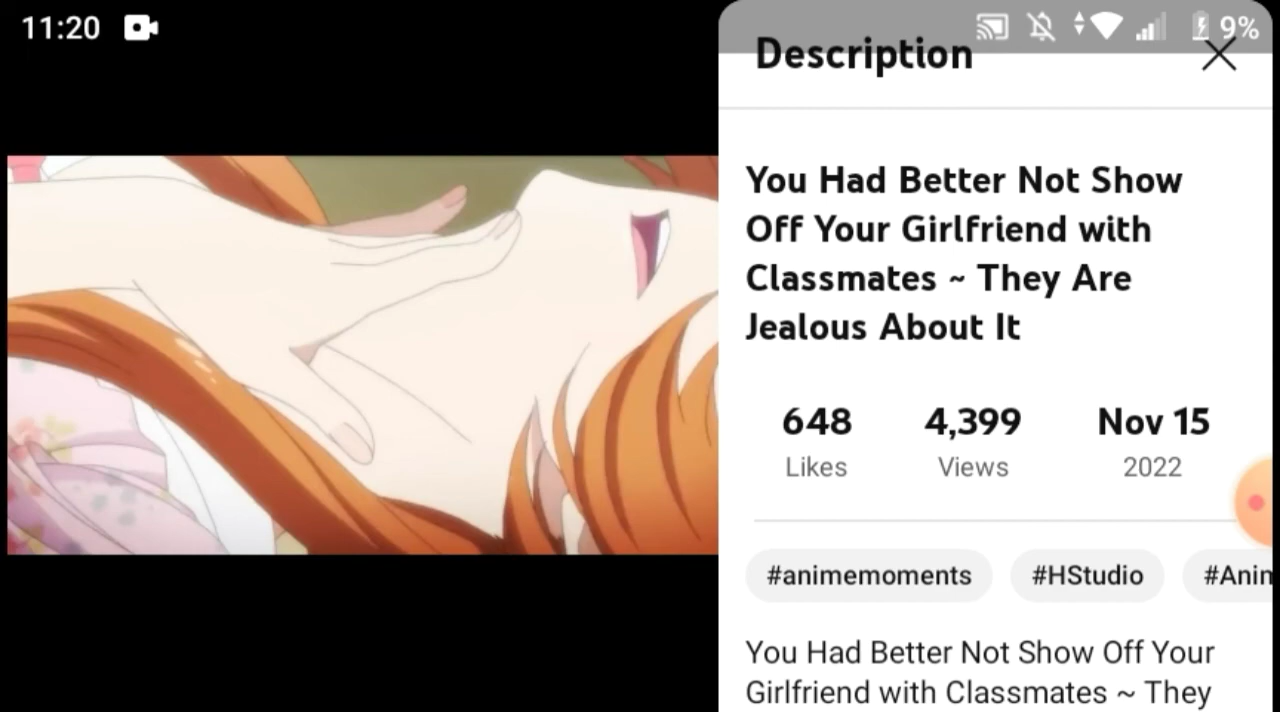 11:20
9%
Description
You Had Better Not Show
Off Your Girlfriend with
Classmates ~ They Are
Jealous About It
648 4,399 Nov 15
Likes Views 2022
#animemoments #HStudio #Anim
You Had Better Not Show Off Your
Girlfriend with Classmates ~ They